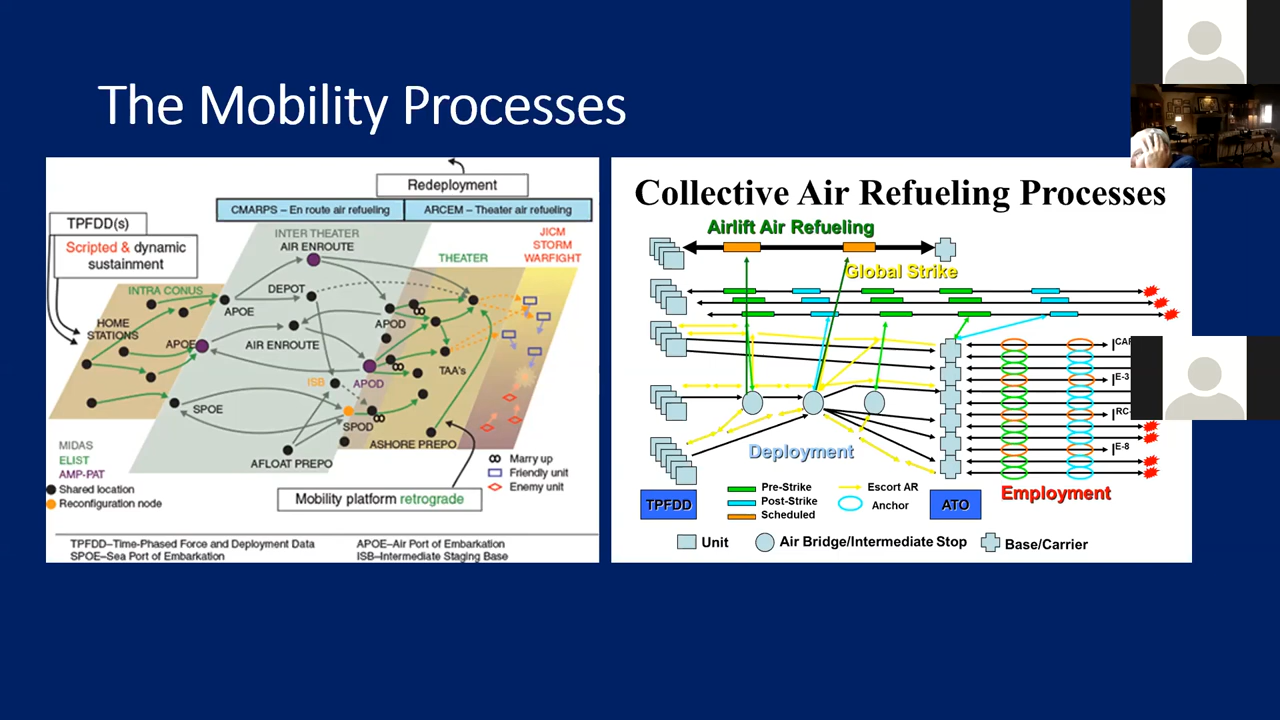 The Mobility Processes
Redeployment
CMARPS – En route air refueling
ARCEM – Theater air refueling
TPFDD(s)
Scripted & dynamic
sustainment
INTER THEATER
AIR ENROUTE
JICM
STORM
WARFIGHT
THEATER
INTRA CONUS
DEPOT
APOE
HOME
STATIONS
APOD
APOE
AIR ENROUTE
TAA's
ISB
APOD
SPOE
SPOD
ASHORE PREPO
MIDAS
ELIST
AMP-PAT
AFLOAT PREPO
Marry up
Friendly unit
Enemy unit
Shared location
Reconfiguration node
Mobility platform retrograde
TPFDD–Time-Phased Force and Deployment Data
APOE–Air Port of Embarkation
SPOE–Sea Port of Embarkation
ISB–Intermediate Staging Base
Collective Air Refueling Processes
Airlift Air Refueling
Global Strike
E-3
E-8
Deployment
Employment
TPFDD
Pre-Strike
Post-Strike
Scheduled
Escort AR
Anchor
ATO
Unit
Air Bridge/Intermediate Stop
Base/Carrier